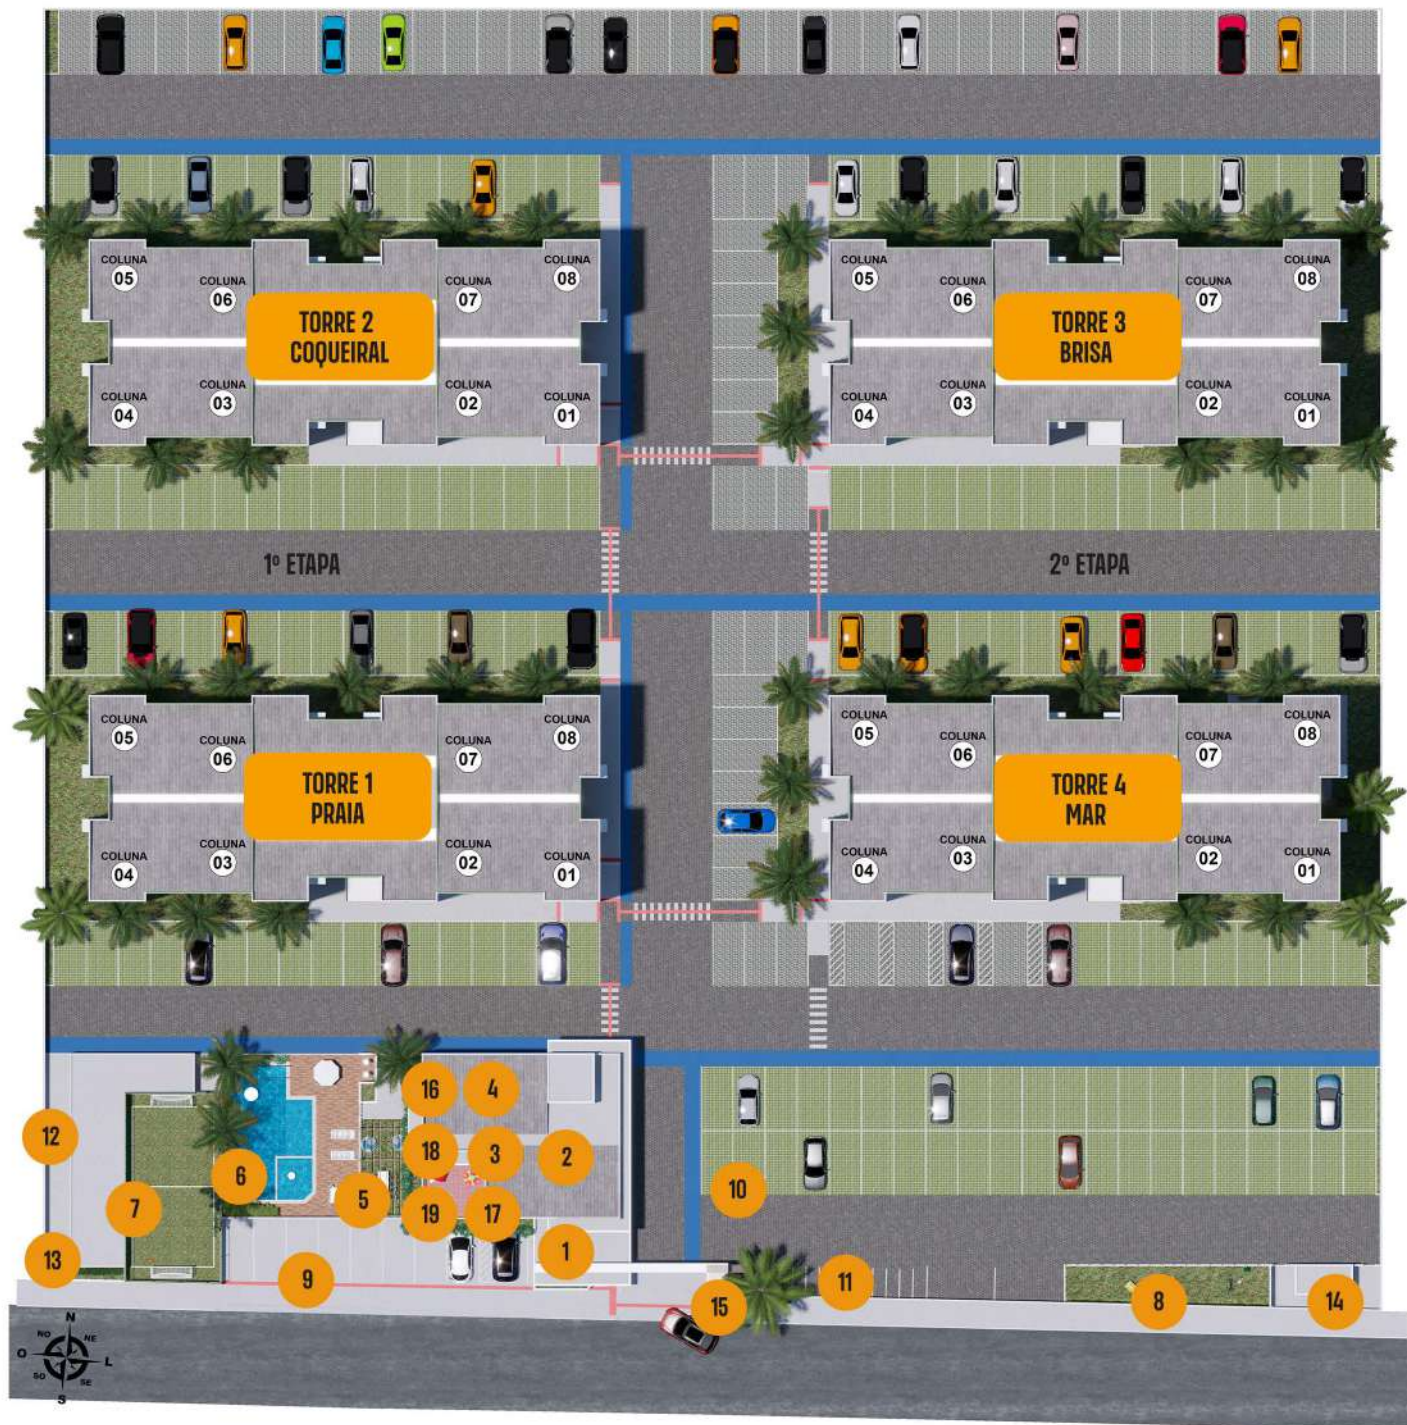 COLUNA
05
COLUNA
06
COLUNA
07
COLUNA
08
TORRE 2
COQUEIRAL
COLUNA
04
COLUNA
03
COLUNA
02
COLUNA
01
COLUNA
05
COLUNA
06
COLUNA
07
COLUNA
08
TORRE 3
BRISA
COLUNA
04
COLUNA
03
COLUNA
02
COLUNA
01
1º ETAPA
2º ETAPA
COLUNA
05
COLUNA
06
COLUNA
07
COLUNA
08
TORRE 1
PRAIA
COLUNA
04
COLUNA
03
COLUNA
02
COLUNA
01
COLUNA
05
COLUNA
06
COLUNA
07
COLUNA
08
TORRE 4
MAR
COLUNA
04
COLUNA
03
COLUNA
02
COLUNA
01
16
4
12
18
3
2
6
5
10
7
19
17
13
1
9
11
15
8
14
N
NO
NE
O
L
SO
SE
S